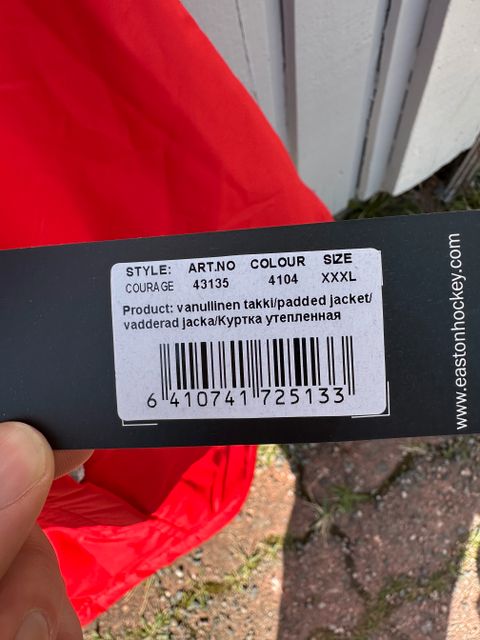 STYLE: ART.NO COLOUR SIZE
COURAGE 43135 4104 XXXL
Product: vanullinen takki/padded jacket/
vadderad jacka/Куртка утепленная
6 410741 725133
www.eastonhockey.com